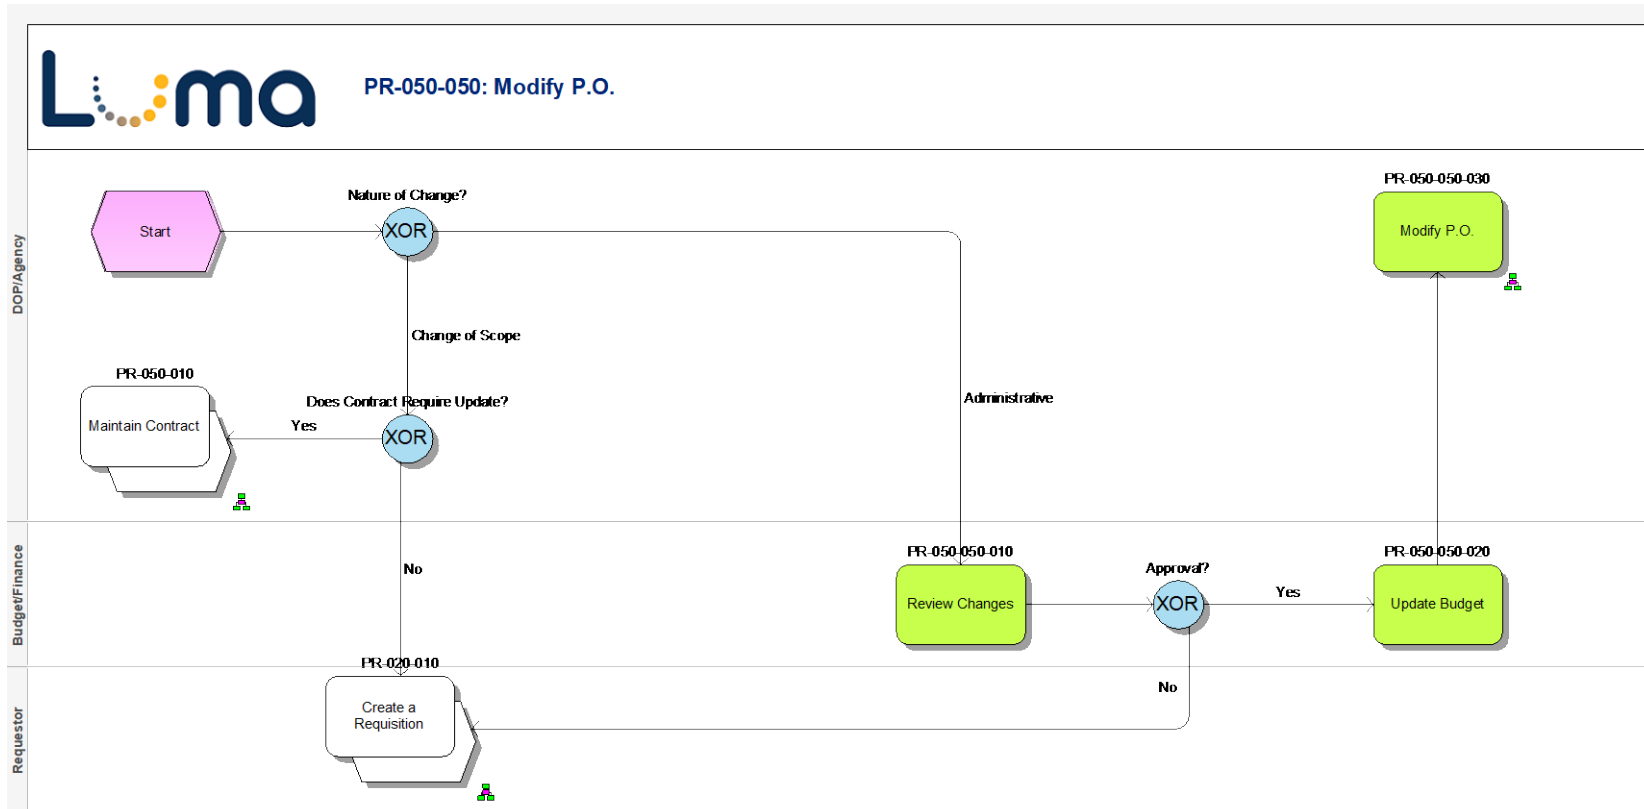 Luma
PR-050-050: Modify P.O.
DOP/Agency
Start
Nature of Change?
XOR
PR-050-050-030
Modify P.O.
Change of Scope
PR-050-010
Maintain Contract
Does Contract Require Update?
XOR
Yes
Administrative
Budget/Finance
No
PR-050-050-010
Review Changes
Approval?
XOR
Yes
PR-050-050-020
Update Budget
Requestor
PR-020-010
Create a
Requisition
No